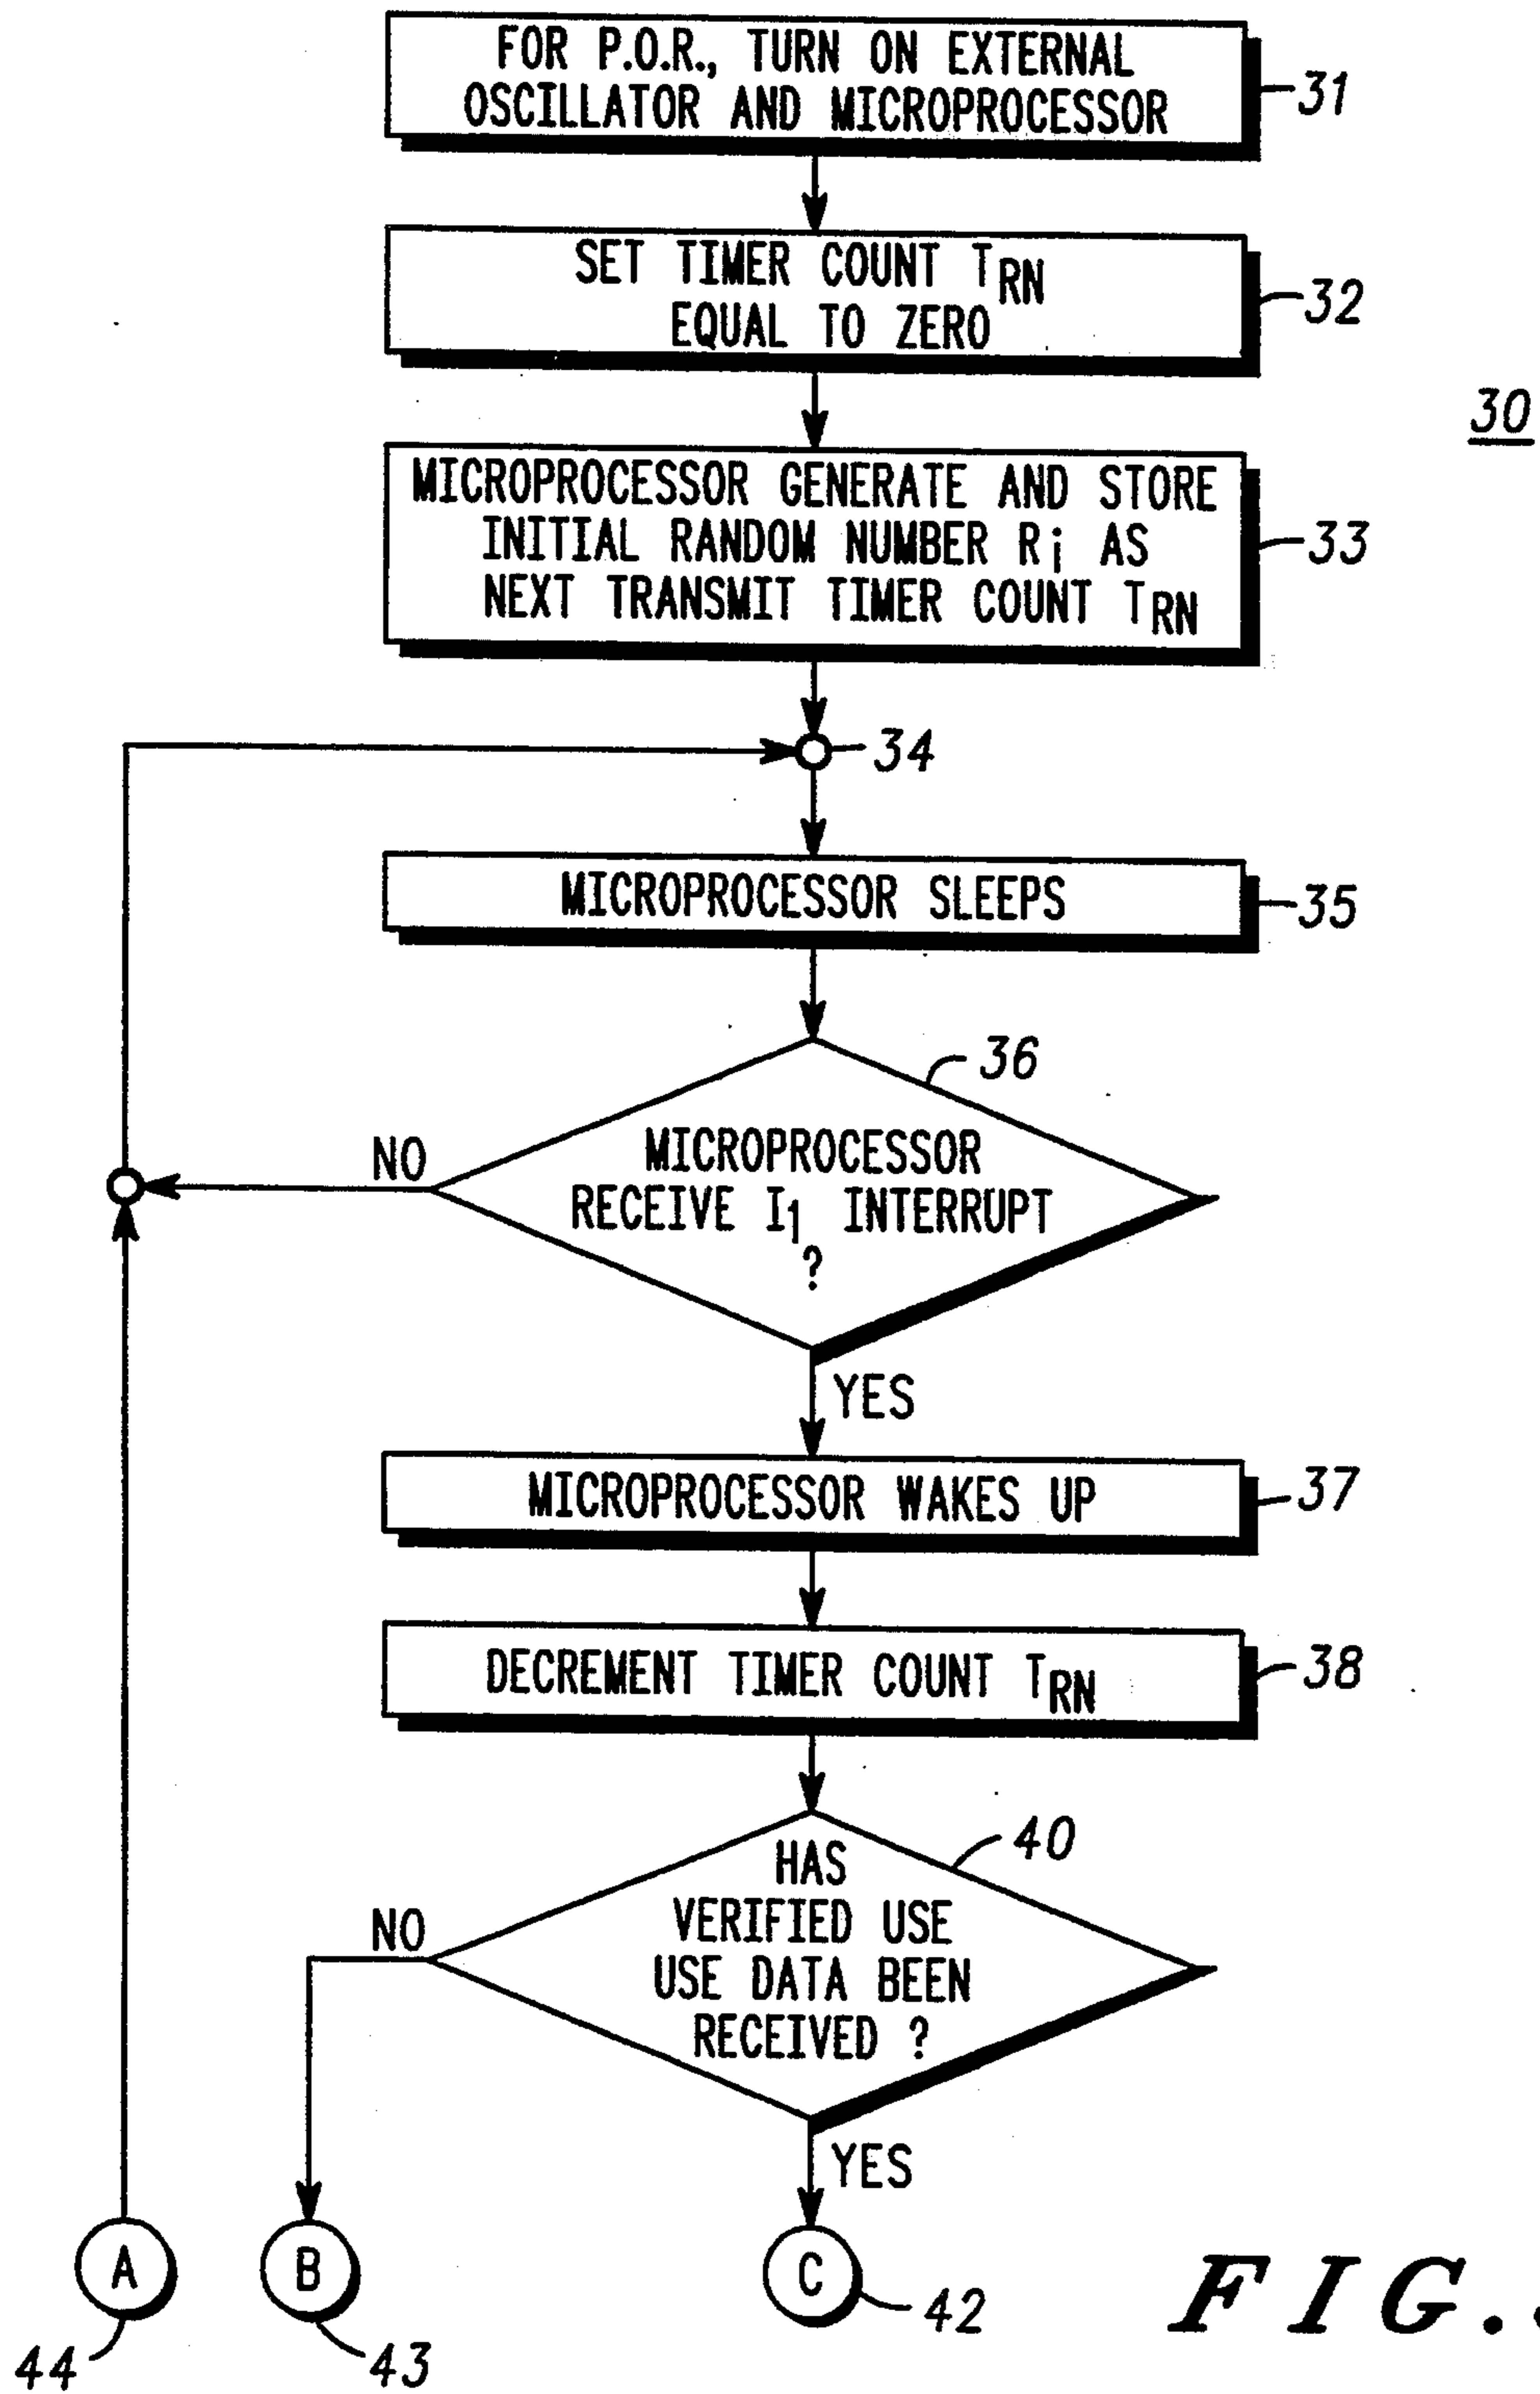 FOR P.O.R., TURN ON EXTERNAL
OSCILLATOR AND MICROPROCESSOR
31
SET TIMER COUNT TRN
EQUAL TO ZERO
32
30
MICROPROCESSOR GENERATE AND STORE
INITIAL RANDOM NUMBER Ri AS
NEXT TRANSMIT TIMER COUNT TRN
33
34
MICROPROCESSOR SLEEPS
35
36
MICROPROCESSOR
RECEIVE I1 INTERRUPT
?
NO
YES
MICROPROCESSOR WAKES UP
37
DECREMENT TIMER COUNT TRN
38
40
HAS
VERIFIED USE
USE DATA BEEN
RECEIVED ?
NO
YES
A
B
C
44
43
42
FIG.